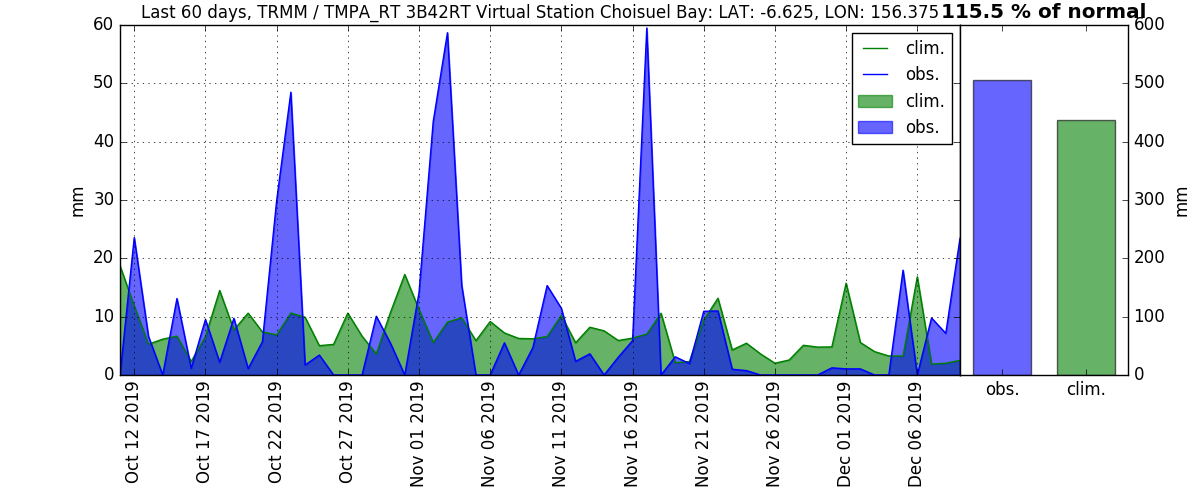 Last 60 days, TRMM / TMPA_RT 3B42RT Virtual Station Choisuel Bay: LAT: -6.625, LON: 156.375 115.5 % of normal
60
50
40
30
20
10
0
mm
clim.
obs.
clim.
obs.
Oct 12 2019
Oct 17 2019
Oct 22 2019
Oct 27 2019
Nov 01 2019
Nov 06 2019
Nov 11 2019
Nov 16 2019
Nov 21 2019
Nov 26 2019
Dec 01 2019
Dec 06 2019
600
500
400
300
200
100
0
mm
obs.
clim.